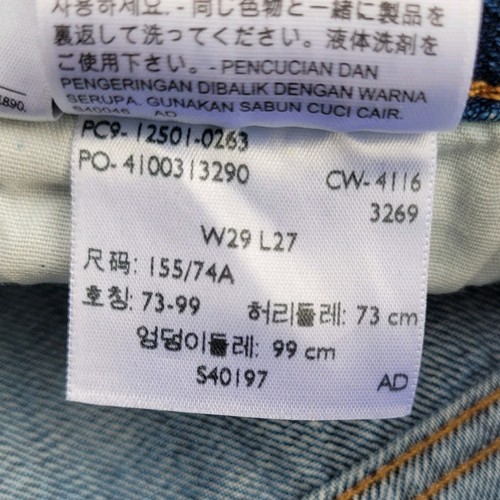 사용하세요. - 同じ色物と一緒に製品を
裏返して洗ってください。液体洗剤を
ご使用下さい。- PENCUCIAN DAN
PENGERINGAN DIBALIK DENGAN WARNA
SERUPA. GUNAKAN SABUN CUCI CAIR.
S40046 AD
PC9- 12501-0263
PO- 4100313290 CW- 4116
3269
W29 L27
尺码: 155/74A
호칭: 73-99 허리둘레: 73 cm
엉덩이둘레: 99 cm
S40197 AD